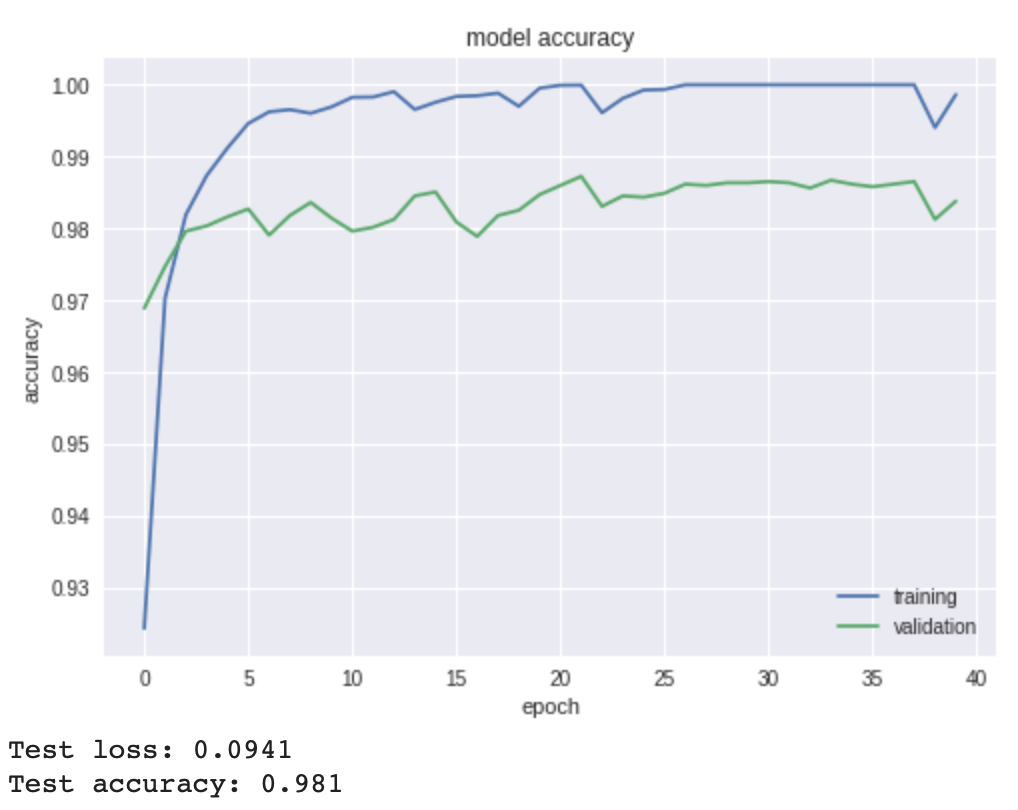 model accuracy
1.00
0.99
0.98
0.97
0.96
0.95
0.94
0.93
accuracy
training
validation
0 5 10 15 20 25 30 35 40
epoch
Test loss: 0.0941
Test accuracy: 0.981